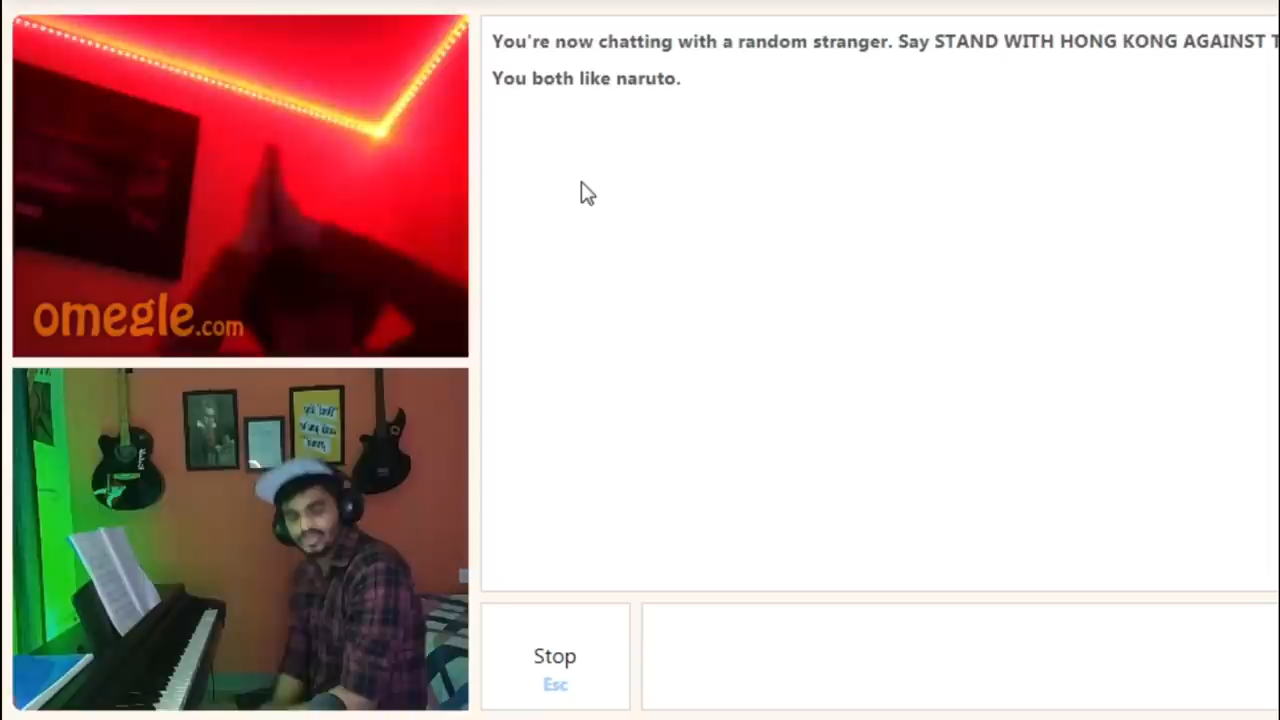 You're now chatting with a random stranger. Say STAND WITH HONG KONG AGAINST
You both like naruto.
omegle.com
Stop
Esc